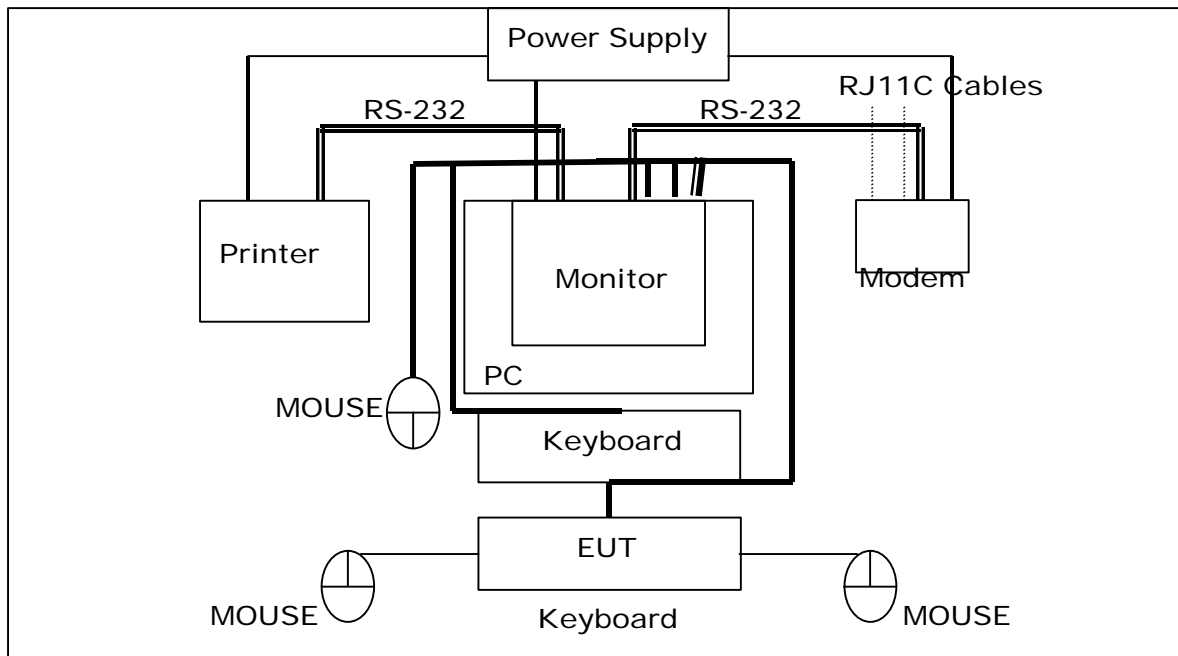 Power Supply
RJ11C Cables
RS-232
RS-232
Printer
Monitor
Modem
PC
MOUSE
Keyboard
EUT
MOUSE
Keyboard
MOUSE